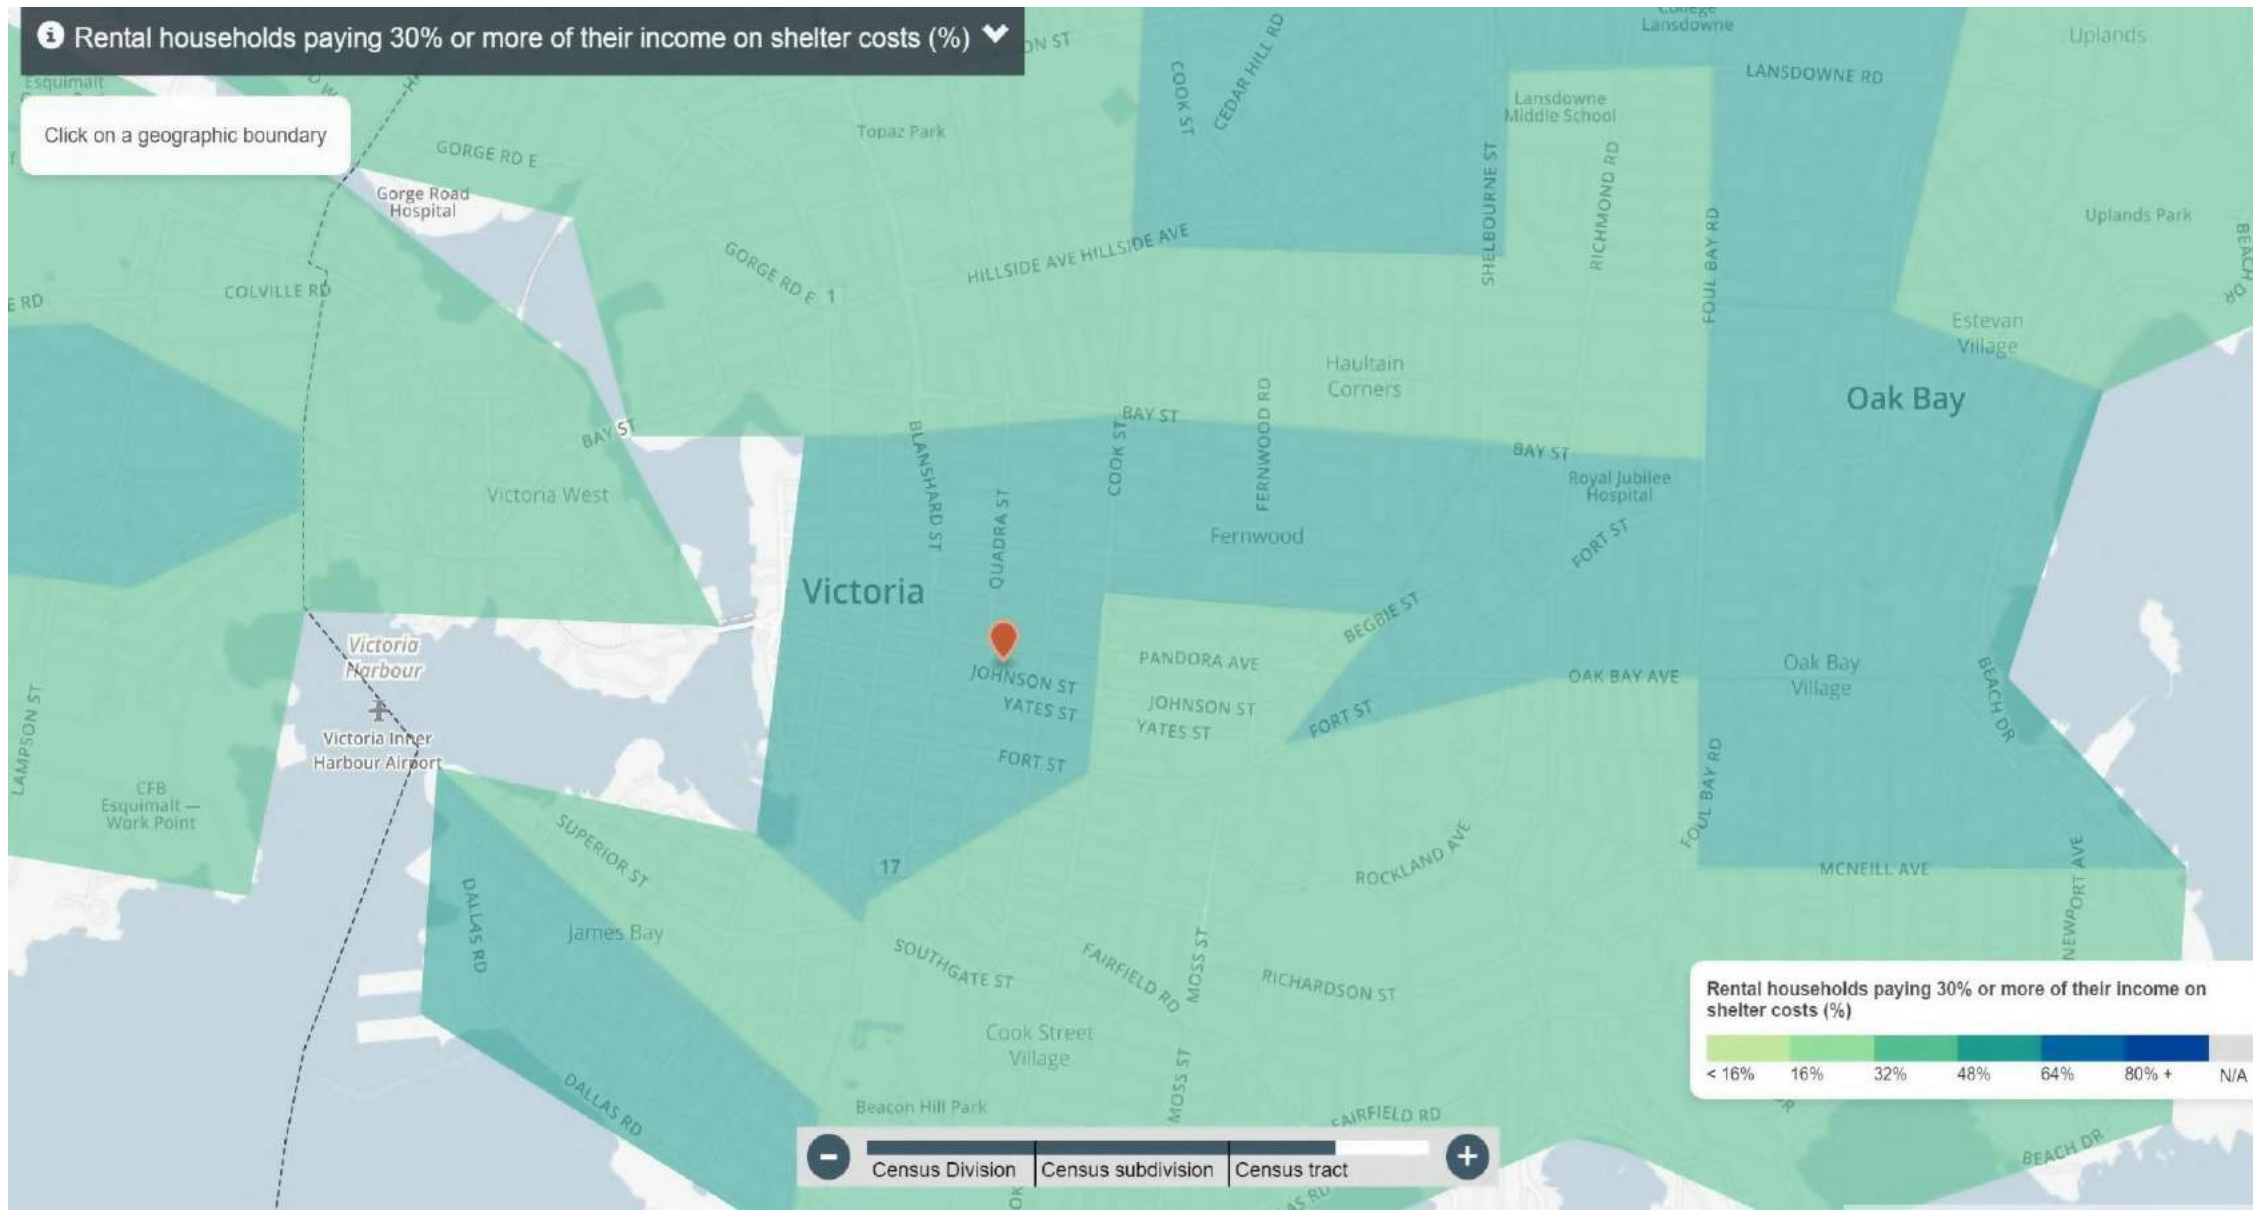 Rental households paying 30% or more of their income on shelter costs (%)
Click on a geographic boundary
ON ST
COOK ST
CEDAR HILL RD
Lansdowne
Uplands
LANSDOWNE RD
Esquimalt
Topaz Park
Lansdowne
Middle School
GORGE RD E
Gorge Road
Hospital
SHELBOURNE ST
RICHMOND RD
FOUL BAY RD
Uplands Park
BEACH DR
HILLSIDE AVE
HILLSIDE AVE
GORGE RD E
1
COLVILLE RD
E RD
Estevan
Village
Haultain
Corners
Oak Bay
BAY ST
BAY ST
BAY ST
BLANSHARD ST
QUADRA ST
COOK ST
FERNWOOD RD
Royal Jubilee
Hospital
Victoria West
Fernwood
FORT ST
Victoria
BEGBIE ST
Victoria
Harbour
JOHNSON ST
YATES ST
FORT ST
PANDORA AVE
JOHNSON ST
YATES ST
FORT ST
OAK BAY AVE
Oak Bay
Village
BEACH DR
LAMPSON ST
Victoria Inner
Harbour Airport
CFB
Esquimalt —
Work Point
SUPERIOR ST
17
ROCKLAND AVE
FOUL BAY RD
MCNEILL AVE
NEWPORT AVE
DALLAS RD
James Bay
SOUTHGATE ST
FAIRFIELD RD
MOSS ST
RICHARDSON ST
Cook Street
Village
MOSS ST
DALLAS RD
Beacon Hill Park
FAIRFIELD RD
BEACH DR
Rental households paying 30% or more of their income on
shelter costs (%)
< 16% 16% 32% 48% 64% 80% + N/A
Census Division Census subdivision Census tract
AS RD